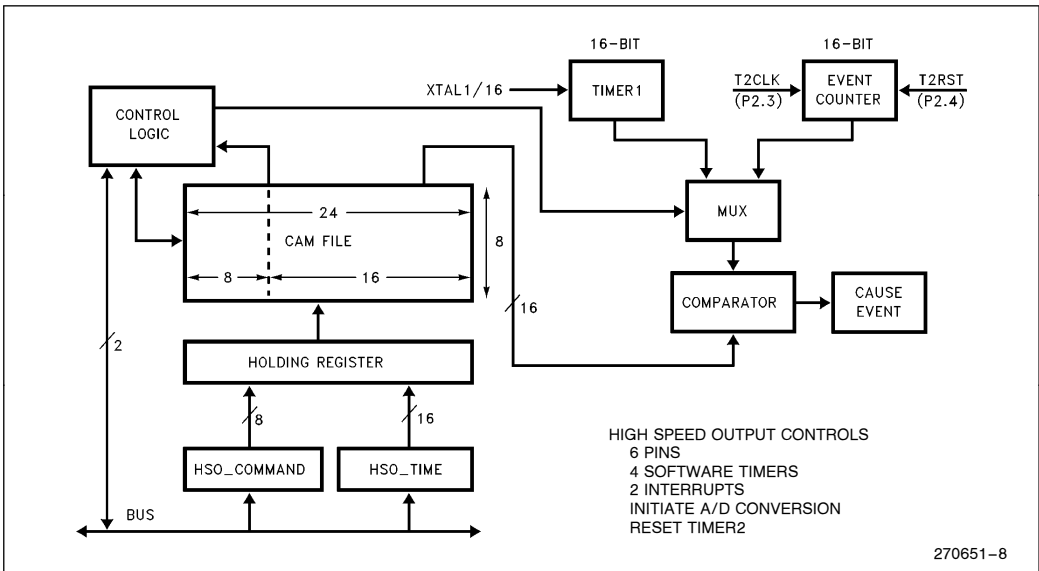 16-BIT
16-BIT
XTAL1/16
TIMER1
T2CLK
(P2.3)
EVENT
COUNTER
T2RST
(P2.4)
CONTROL
LOGIC
MUX
24
CAM FILE
8
8
16
16
COMPARATOR
CAUSE
EVENT
2
HOLDING REGISTER
8
16
HSO_COMMAND
HSO_TIME
BUS
HIGH SPEED OUTPUT CONTROLS
6 PINS
4 SOFTWARE TIMERS
2 INTERRUPTS
INITIATE A/D CONVERSION
RESET TIMER2
270651-8